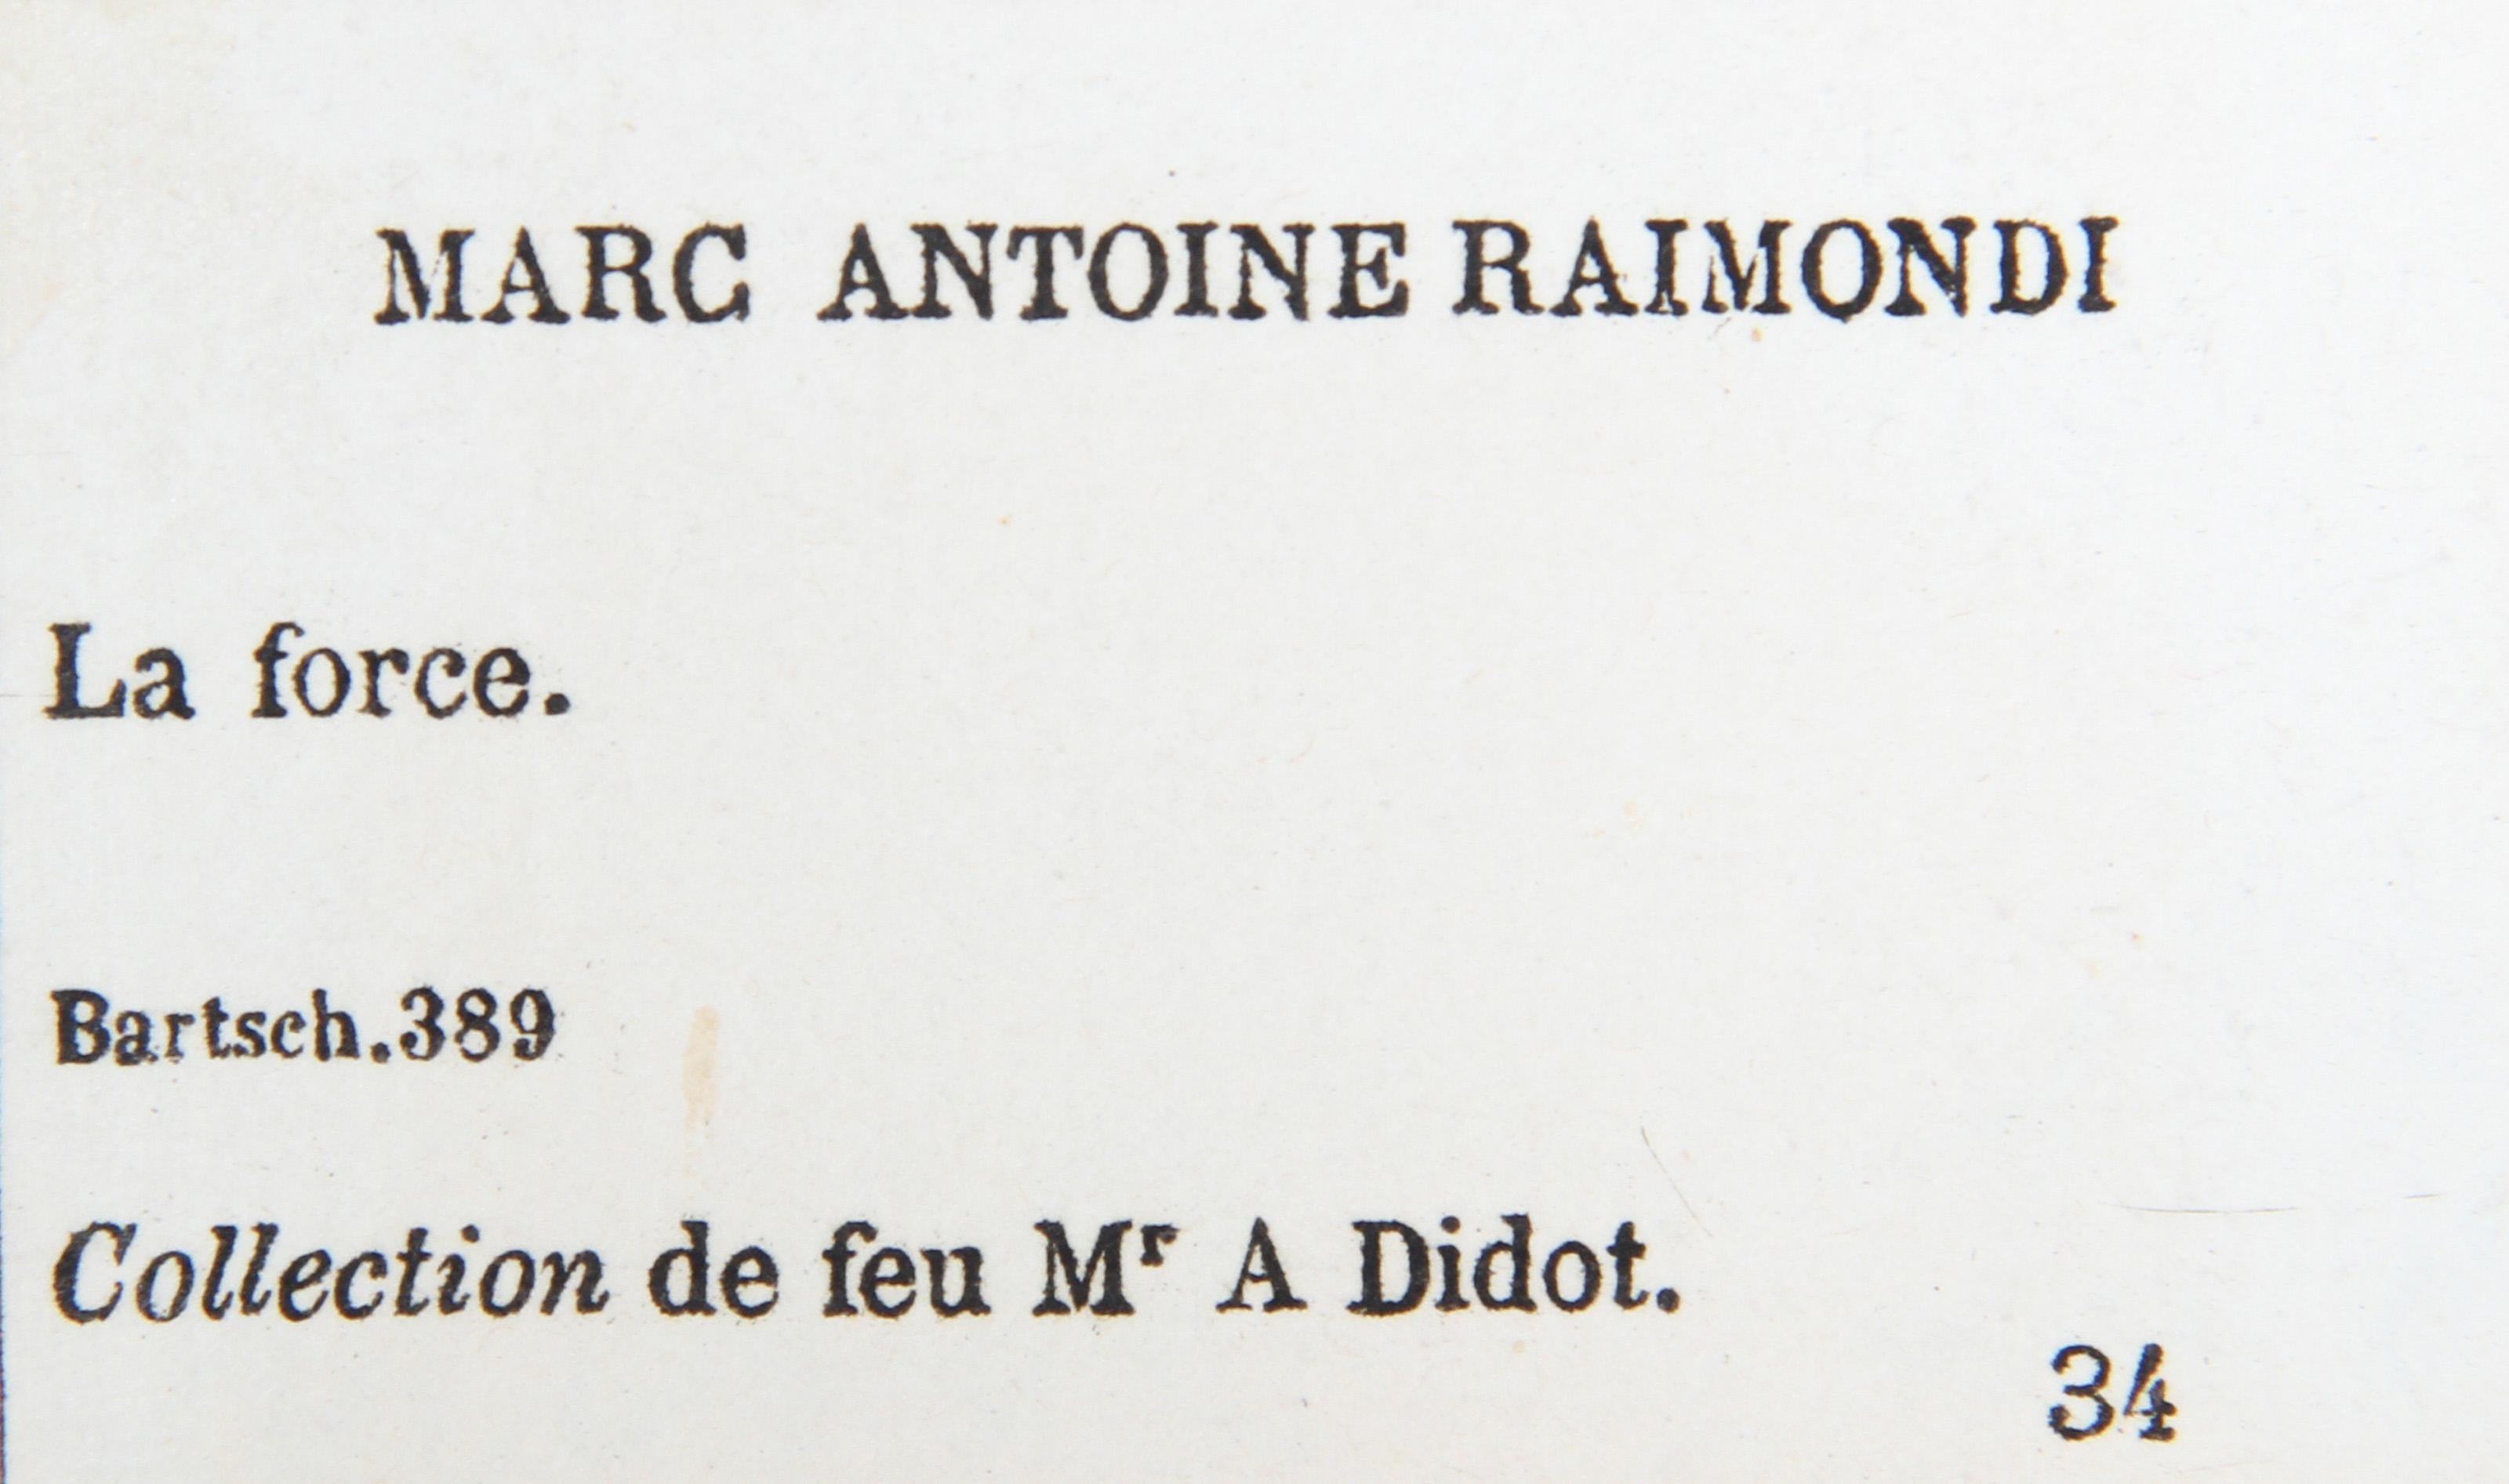 MARC ANTOINE RAIMONDI
La force.
Bartsch.389
Collection de feu Mʳ A Didot.
34